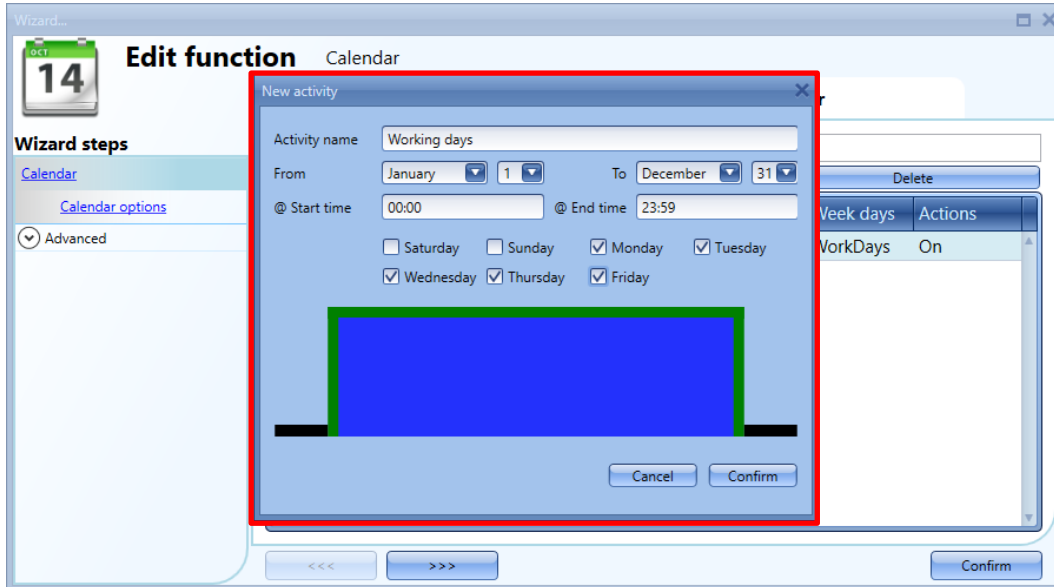 Wizard...
OCT
14
Edit function Calendar
New activity
Wizard steps
Calendar
Calendar options
Advanced
Activity name Working days
From January 1 To December 31
@ Start time 00:00 @ End time 23:59
Saturday Sunday Monday Tuesday
Wednesday Thursday Friday
Cancel Confirm
Delete
Week days Actions
WorkDays On
<<< >>> Confirm